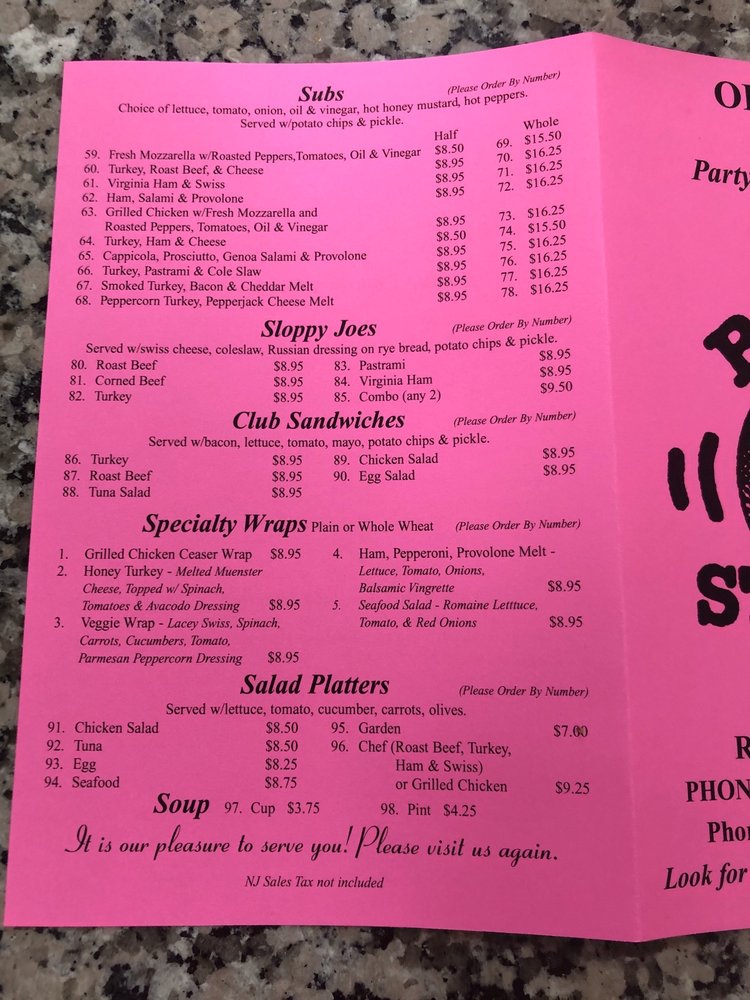 Subs (Please Order By Number)
Choice of lettuce, tomato, onion, oil & vinegar, hot honey mustard, hot peppers.
Served w/potato chips & pickle.
Half Whole
59. Fresh Mozzarella w/Roasted Peppers,Tomatoes, Oil & Vinegar $8.50 69. $15.50
60. Turkey, Roast Beef, & Cheese $8.95 70. $16.25
61. Virginia Ham & Swiss $8.95 71. $16.25
62. Ham, Salami & Provolone $8.95 72. $16.25
63. Grilled Chicken w/Fresh Mozzarella and
Roasted Peppers, Tomatoes, Oil & Vinegar $8.95 73. $16.25
64. Turkey, Ham & Cheese $8.50 74. $15.50
65. Cappicola, Prosciutto, Genoa Salami & Provolone $8.95 75. $16.25
66. Turkey, Pastrami & Cole Slaw $8.95 76. $16.25
67. Smoked Turkey, Bacon & Cheddar Melt $8.95 77. $16.25
68. Peppercorn Turkey, Pepperjack Cheese Melt $8.95 78. $16.25
Sloppy Joes (Please Order By Number)
Served w/swiss cheese, coleslaw, Russian dressing on rye bread, potato chips & pickle.
80. Roast Beef $8.95 83. Pastrami $8.95
81. Corned Beef $8.95 84. Virginia Ham $8.95
82. Turkey $8.95 85. Combo (any 2) $9.50
Club Sandwiches (Please Order By Number)
Served w/bacon, lettuce, tomato, mayo, potato chips & pickle.
86. Turkey $8.95 89. Chicken Salad $8.95
87. Roast Beef $8.95 90. Egg Salad $8.95
88. Tuna Salad $8.95
Specialty Wraps Plain or Whole Wheat (Please Order By Number)
1. Grilled Chicken Ceaser Wrap $8.95
2. Honey Turkey - Melted Muenster
Cheese, Topped w/ Spinach,
Tomatoes & Avacodo Dressing $8.95
3. Veggie Wrap - Lacey Swiss, Spinach,
Carrots, Cucumbers, Tomato,
Parmesan Peppercorn Dressing $8.95
4. Ham, Pepperoni, Provolone Melt -
Lettuce, Tomato, Onions,
Balsamic Vingrette $8.95
5. Seafood Salad - Romaine Letttuce,
Tomato, & Red Onions $8.95
Salad Platters (Please Order By Number)
Served w/lettuce, tomato, cucumber, carrots, olives.
91. Chicken Salad $8.50 95. Garden $7.00
92. Tuna $8.50 96. Chef (Roast Beef, Turkey,
93. Egg $8.25 Ham & Swiss)
94. Seafood $8.75 or Grilled Chicken $9.25
Soup 97. Cup $3.75 98. Pint $4.25
It is our pleasure to serve you! Please visit us again.
NJ Sales Tax not included
Party
PHON
Look for